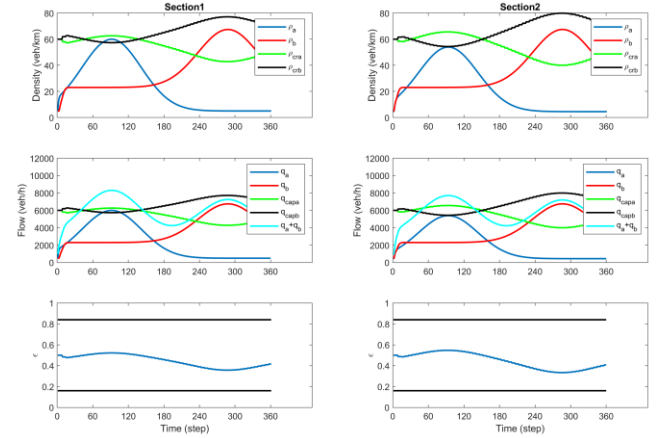 Section1
Density (veh/km)
80
60
40
20
0
0 60 120 180 240 300 360
ρa
ρb
ρcra
ρcrb
Section2
Density (veh/km)
80
60
40
20
0
0 60 120 180 240 300 360
ρa
ρb
ρcra
ρcrb
Flow (veh/h)
12000
10000
8000
6000
4000
2000
0
0 60 120 180 240 300 360
qa
qb
qcapa
qcapb
qa+qb
Flow (veh/h)
12000
10000
8000
6000
4000
2000
0
0 60 120 180 240 300 360
qa
qb
qcapa
qcapb
qa+qb
ϵ
1
0.8
0.6
0.4
0.2
0
0 60 120 180 240 300 360
Time (step)
ϵ
1
0.8
0.6
0.4
0.2
0
0 60 120 180 240 300 360
Time (step)